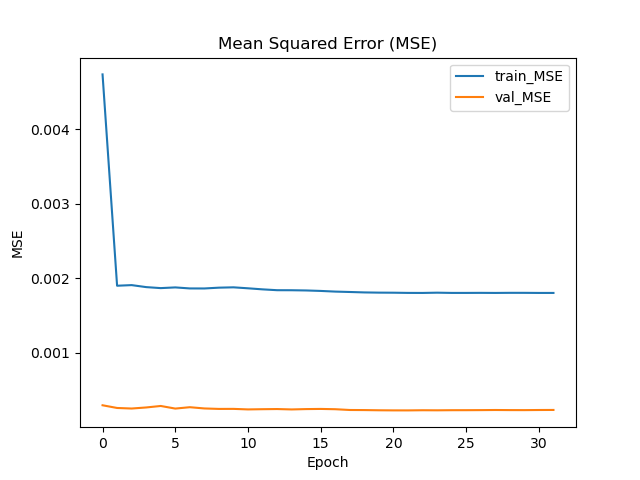 Mean Squared Error (MSE)
train_MSE
val_MSE
0.004
0.003
0.002
0.001
MSE
0 5 10 15 20 25 30
Epoch